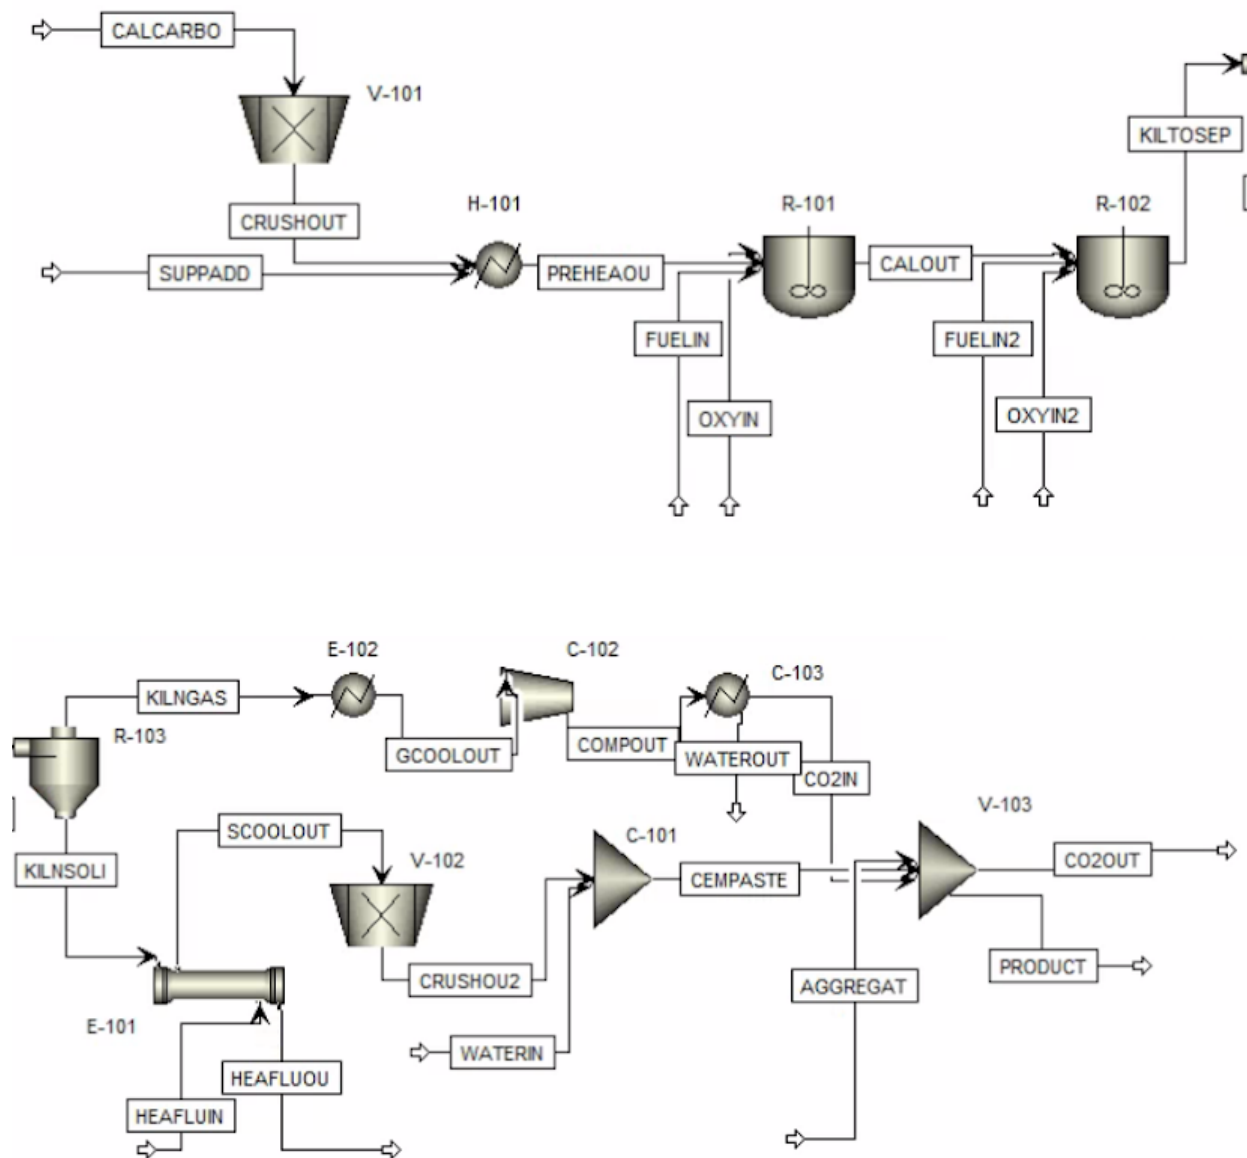 CALCARBO
V-101
KILTOSEP
CRUSHOUT
H-101
R-101
R-102
SUPPADD
PREHEAOU
CALOUT
FUELIN
FUELIN2
OXYIN
OXYIN2
E-102
C-102
C-103
KILNGAS
R-103
GCOOLOUT
COMPOUT
WATEROUT
CO2IN
V-103
SCOOLOUT
C-101
KILNSOLI
V-102
CEMPASTE
CO2OUT
CRUSHOU2
PRODUCT
AGGREGAT
E-101
WATERIN
HEAFLUOU
HEAFLUIN